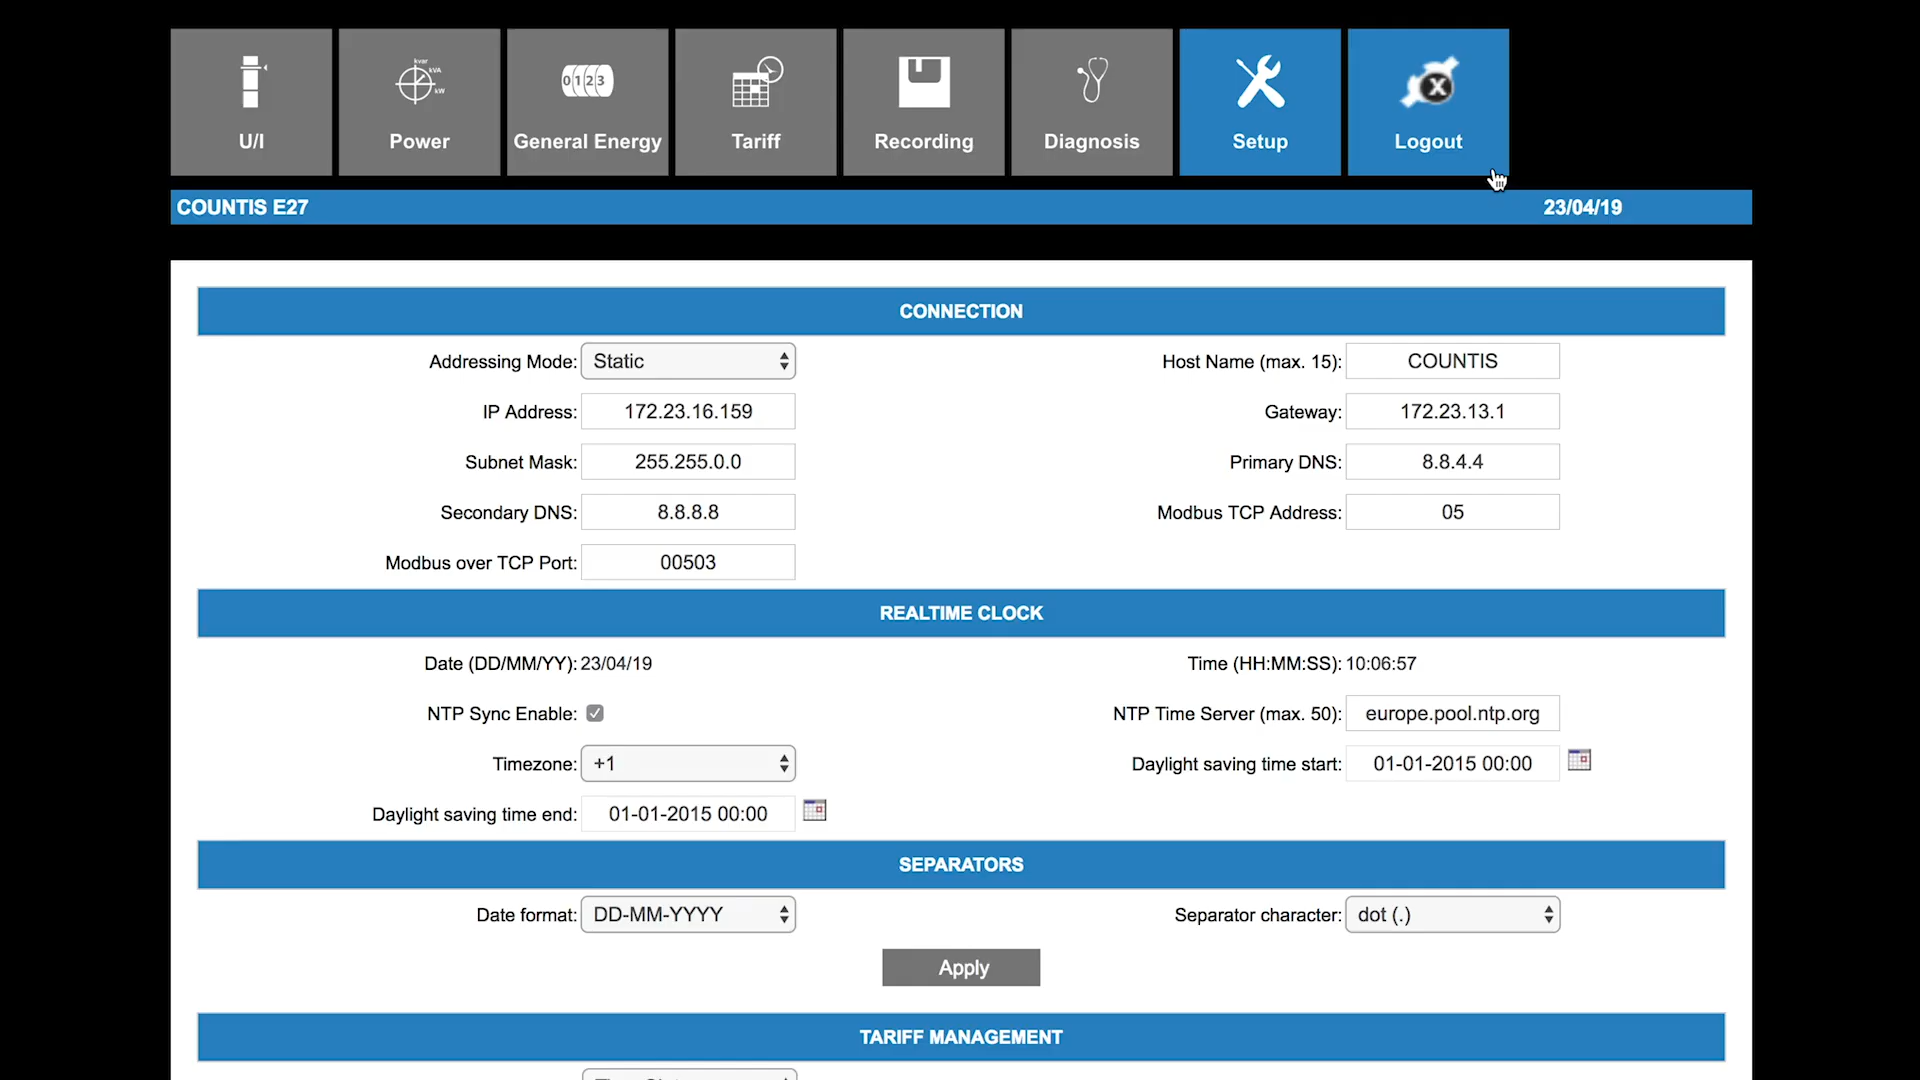 kvar
kVA
kW
0123
X
U/I
Power
General Energy
Tariff
Recording
Diagnosis
Setup
Logout
COUNTIS E27
23/04/19
CONNECTION
Addressing Mode: Static
Host Name (max. 15): COUNTIS
IP Address: 172.23.16.159
Gateway: 172.23.13.1
Subnet Mask: 255.255.0.0
Primary DNS: 8.8.4.4
Secondary DNS: 8.8.8.8
Modbus TCP Address: 05
Modbus over TCP Port: 00503
REALTIME CLOCK
Date (DD/MM/YY): 23/04/19
Time (HH:MM:SS): 10:06:57
NTP Sync Enable:
NTP Time Server (max. 50): europe.pool.ntp.org
Timezone: +1
Daylight saving time start: 01-01-2015 00:00
Daylight saving time end: 01-01-2015 00:00
SEPARATORS
Date format: DD-MM-YYYY
Separator character: dot (.)
Apply
TARIFF MANAGEMENT